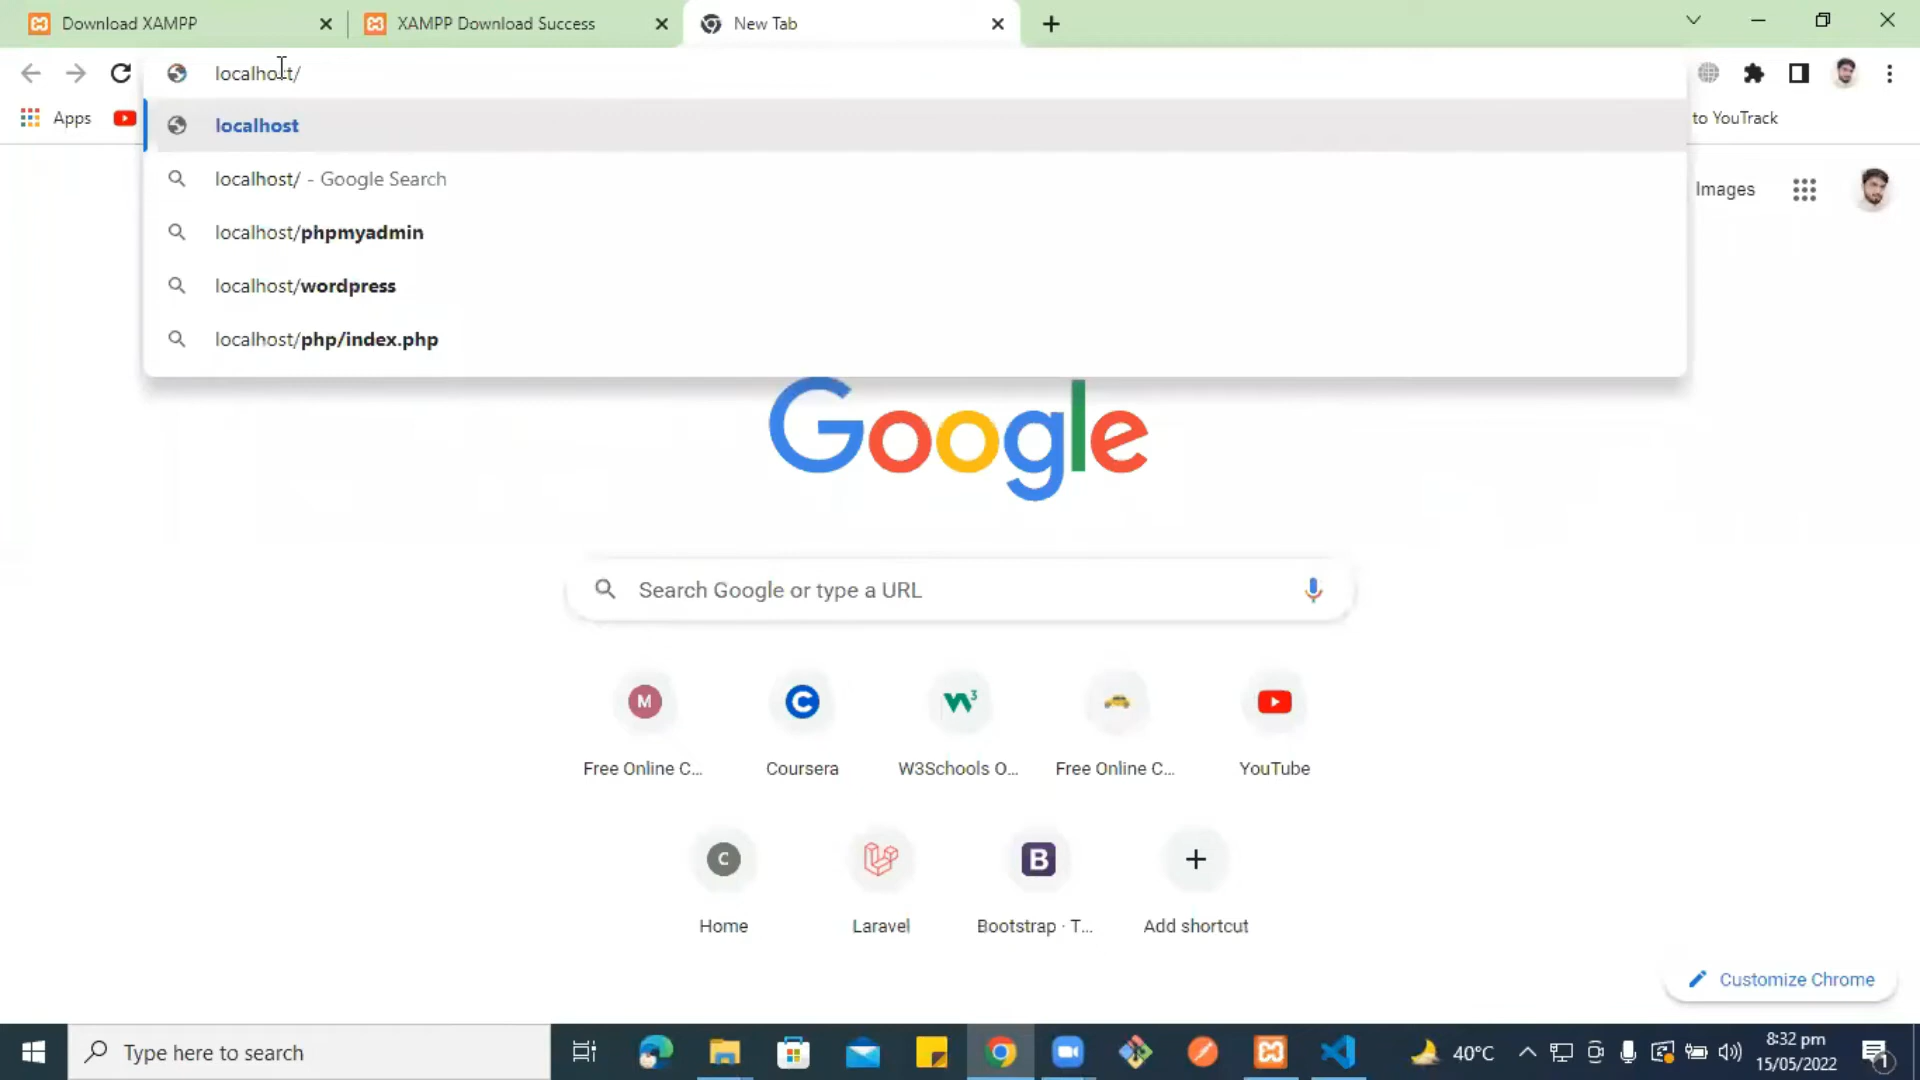 Download XAMPP
XAMPP Download Success
New Tab
localhost/
Apps
to YouTrack
localhost
localhost/ - Google Search
localhost/phpmyadmin
localhost/wordpress
localhost/php/index.php
Images
Google
Search Google or type a URL
M
C
W3
Free Online C...
Coursera
W3Schools O...
Free Online C...
YouTube
C
B
Home
Laravel
Bootstrap · T...
Add shortcut
Customize Chrome
Type here to search
40°C
8:32 pm
15/05/2022
1